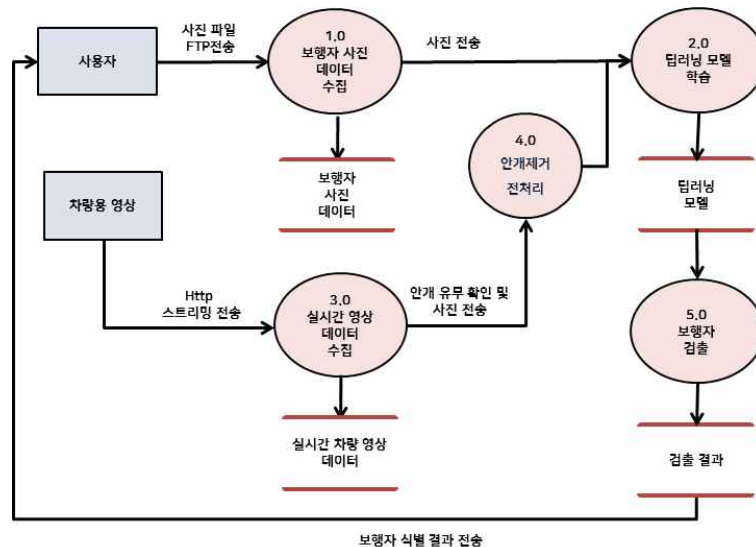 사진 파일
FTP전송
사용자
1.0
보행자 사진
데이터
수집
사진 전송
2.0
팁러닝 모델
학습
4.0
안개제거
전처리
보행자
사진
데이터
팁러닝
모델
차량용 영상
Http
스트리밍 전송
3.0
실시간 영상
데이터
수집
안개 유무 확인 및
사진 전송
5.0
보행자
검출
실시간 차량 영상
데이터
검출 결과
보행자 식별 결과 전송